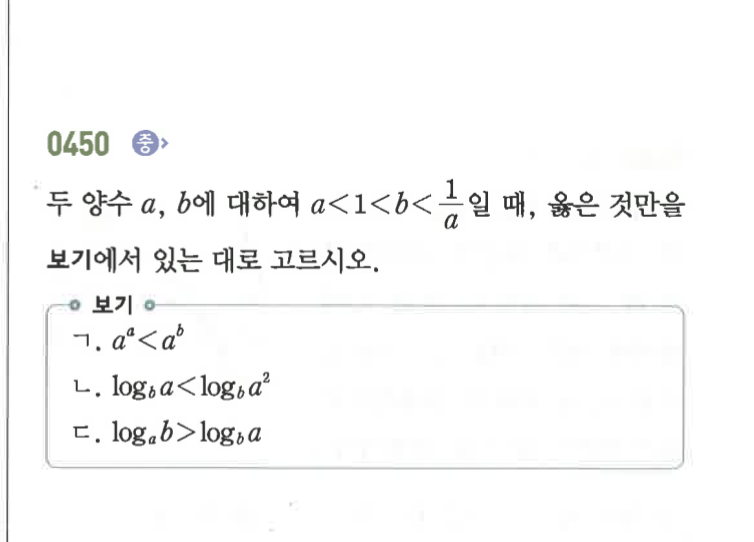 0450 중
두 양수 a, b에 대하여 a<1<b<\frac{1}{a}일 때, 옳은 것만을
보기에서 있는 대로 고르시오.
보기
ㄱ. a^a<a^b
ㄴ. log_b a<log_b a^2
ㄷ. log_a b>log_b a